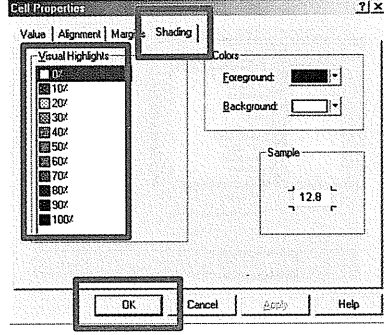 Cell Properties ? X
Value Alignment Margins Shading
Visual Highlights
0%
10%
20%
30%
40%
50%
60%
70%
80%
90%
100%
Colors
Foreground:
Background:
Sample
12.8
OK Cancel Apply Help